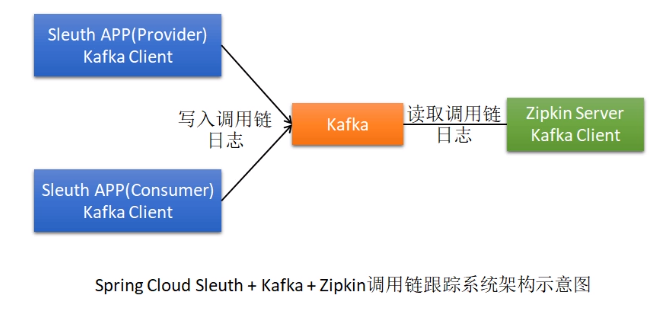 Sleuth APP(Provider)
Kafka Client
写入调用链
日志
Kafka
读取调用链
日志
Zipkin Server
Kafka Client
Sleuth APP(Consumer)
Kafka Client
Spring Cloud Sleuth + Kafka + Zipkin调用链跟踪系统架构示意图